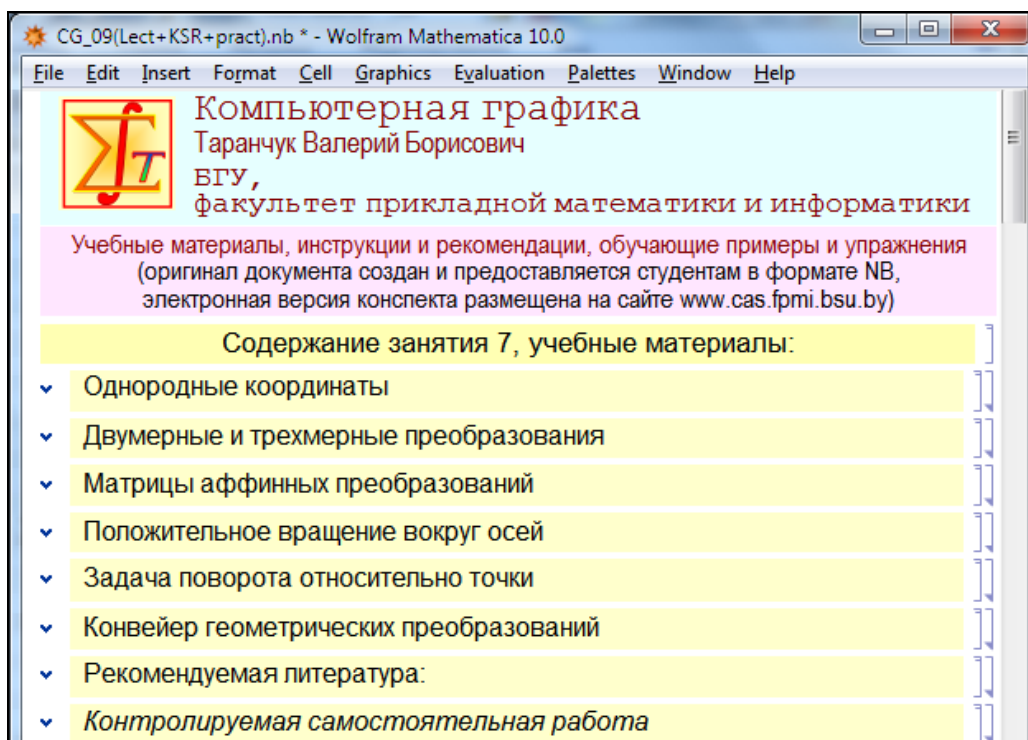 CG_09(Lect+KSR+pract).nb * - Wolfram Mathematica 10.0
File Edit Insert Format Cell Graphics Evaluation Palettes Window Help
Компьютерная графика
Таранчук Валерий Борисович
БГУ,
факультет прикладной математики и информатики
Учебные материалы, инструкции и рекомендации, обучающие примеры и упражнения
(оригинал документа создан и предоставляется студентам в формате NB,
электронная версия конспекта размещена на сайте www.cas.fpmi.bsu.by)
Содержание занятия 7, учебные материалы:
Однородные координаты
Двумерные и трехмерные преобразования
Матрицы аффинных преобразований
Положительное вращение вокруг осей
Задача поворота относительно точки
Конвейер геометрических преобразований
Рекомендуемая литература:
Контролируемая самостоятельная работа